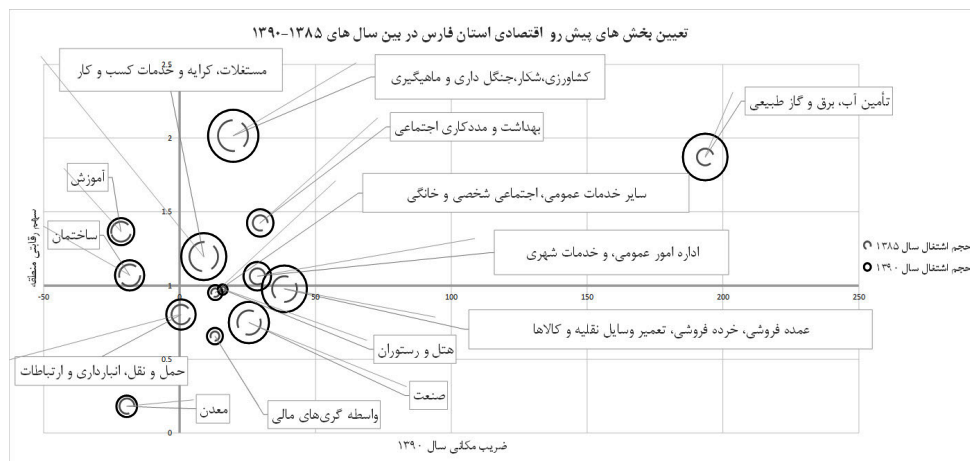 تعیین بخش های پیش رو اقتصادی استان فارس در بین سال های ۱۳۸۵-۱۳۹۰
مستغلات، کرایه و خدمات کسب و کار
کشاورزی،شکار،جنگل داری و ماهیگیری
تأمین آب، برق و گاز طبیعی
بهداشت و مددکاری اجتماعی
آموزش
سایر خدمات عمومی، اجتماعی شخصی و خانگی
ساختمان
اداره امور عمومی، و خدمات شهری
حجم اشتغال سال ۱۳۸۵
حجم اشتغال سال ۱۳۹۰
عمده فروشی، خرده فروشی، تعمیر وسایل نقلیه و کالاها
هتل و رستوران
حمل و نقل، انبارداری و ارتباطات
صنعت
معدن
واسطه گری‌های مالی
سهم رقابتی منطقه
2.5
2
1.5
1
0.5
0
-50 0 50 100 150 200 250
ضریب مکانی سال ۱۳۹۰